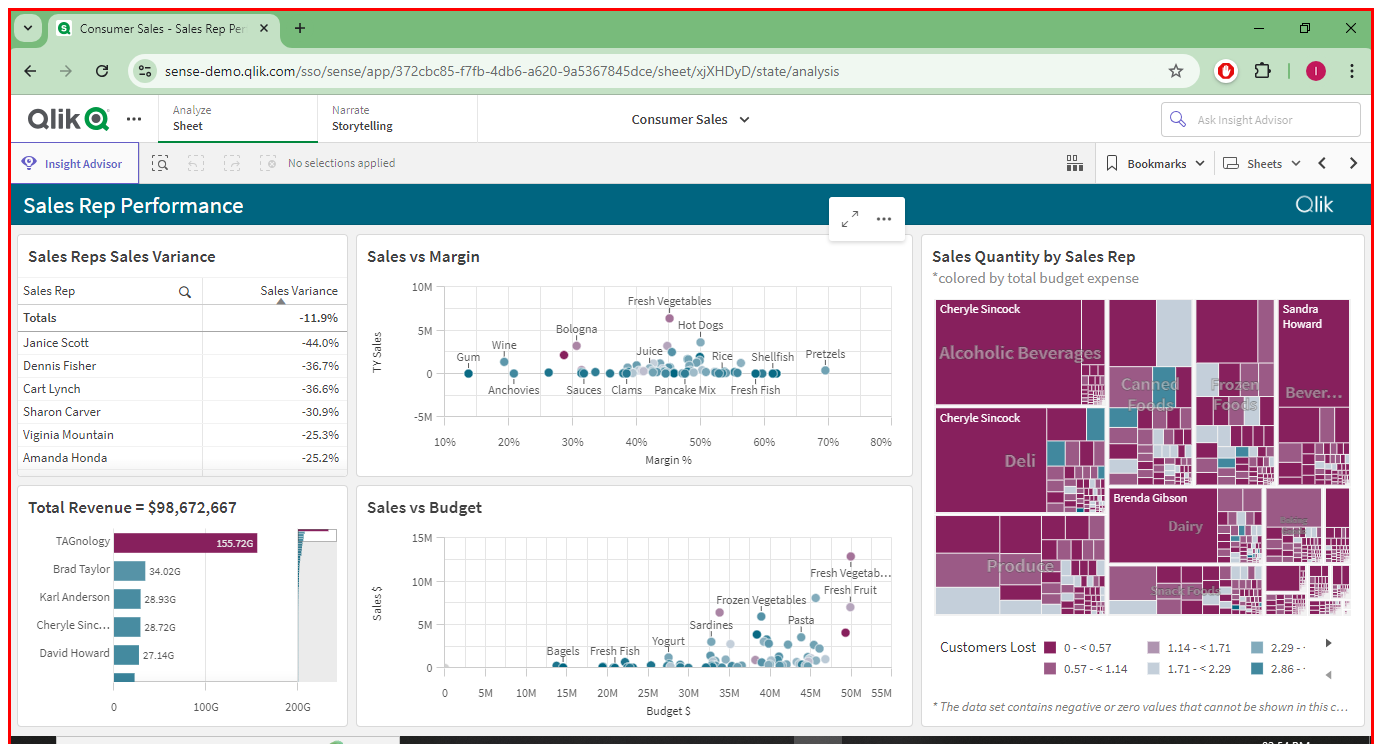 Consumer Sales - Sales Rep Per
sense-demo.qlik.com/sso/sense/app/372cbc85-f7fb-4db6-a620-9a5367845dce/sheet/xjXHDyD/state/analysis
I
Qlik
Analyze
Sheet
Narrate
Storytelling
Consumer Sales
Ask Insight Advisor
Insight Advisor
No selections applied
Bookmarks
Sheets
Sales Rep Performance
Qlik
Sales Reps Sales Variance
Sales Rep Sales Variance
Totals -11.9%
Janice Scott -44.0%
Dennis Fisher -36.7%
Cart Lynch -36.6%
Sharon Carver -30.9%
Viginia Mountain -25.3%
Amanda Honda -25.2%
Total Revenue = $98,672,667
TAGnology 155.72G
Brad Taylor 34.02G
Karl Anderson 28.93G
Cheryle Sinc... 28.72G
David Howard 27.14G
0 100G 200G
Sales vs Margin
TY Sales
10M
5M
0
-5M
Fresh Vegetables
Bologna
Hot Dogs
Wine
Juice
Rice
Shellfish
Pretzels
Gum
Anchovies
Sauces
Clams
Pancake Mix
Fresh Fish
10% 20% 30% 40% 50% 60% 70% 80%
Margin %
Sales vs Budget
Sales $
15M
10M
5M
0
Fresh Vegetab...
Fresh Fruit
Frozen Vegetables
Sardines
Pasta
Yogurt
Bagels
Fresh Fish
0 5M 10M 15M 20M 25M 30M 35M 40M 45M 50M 55M
Budget $
Sales Quantity by Sales Rep
*colored by total budget expense
Cheryle Sincock
Alcoholic Beverages
Canned
Foods
Frozen
Foods
Sandra
Howard
Bever...
Cheryle Sincock
Deli
Brenda Gibson
Dairy
Produce
Snack Foods
Customers Lost
0 - < 0.57
1.14 - < 1.71
2.29 - ·
0.57 - < 1.14
1.71 - < 2.29
2.86 - ·
* The data set contains negative or zero values that cannot be shown in this c...